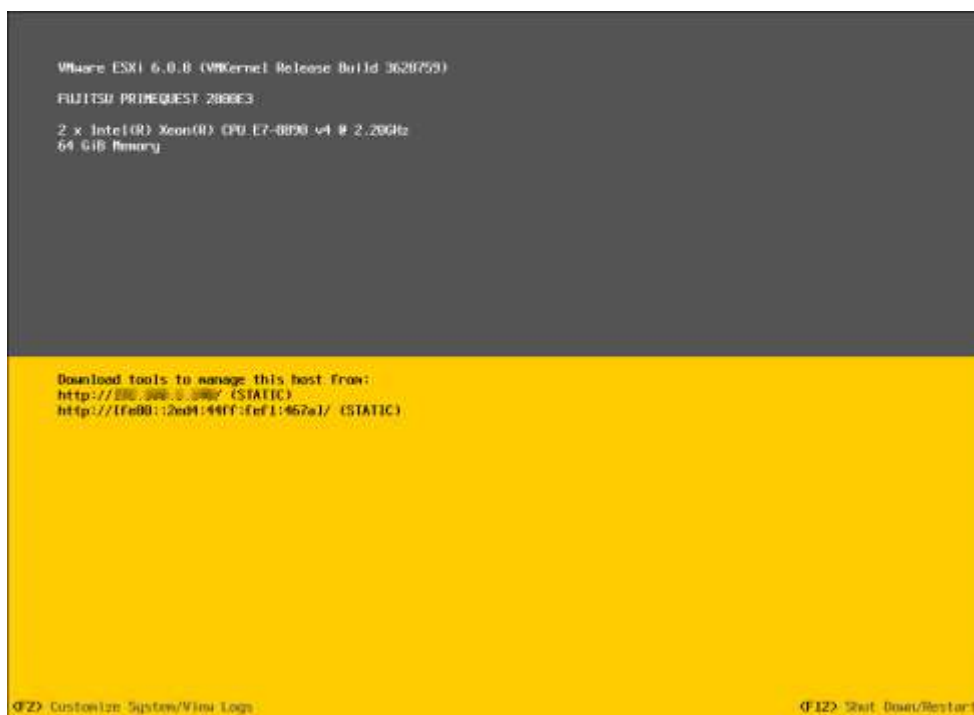 VMware ESXi 6.0.0 (VMKernel Release Build 3620759)
FUJITSU PRIMEQUEST 2800E3
2 x Intel(R) Xeon(R) CPU E7-8890 v4 @ 2.20GHz
64 GiB Memory
Download tools to manage this host from:
http:// / (STATIC)
http://[fe80::2ed4:44ff:fef1:467a]/ (STATIC)
<F2> Customize System/View Logs
<F12> Shut Down/Restart